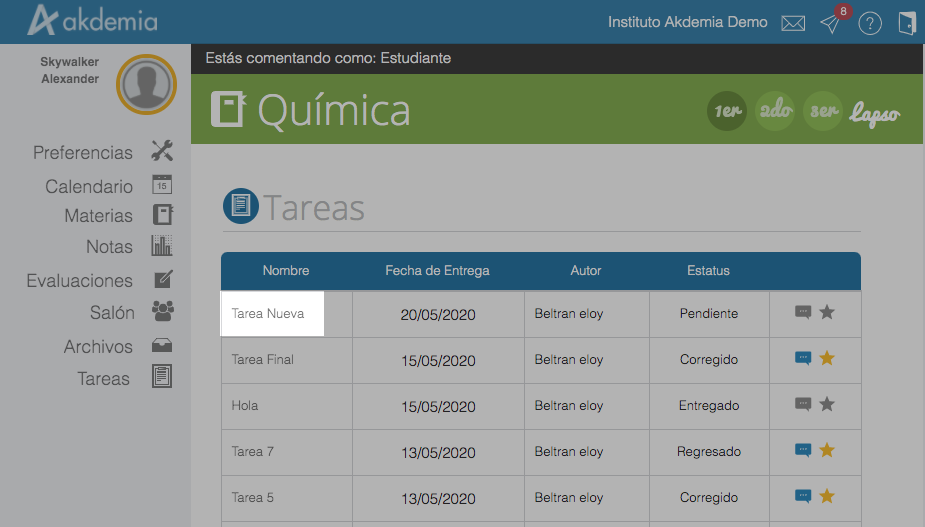 akdemia
Instituto Akdemia Demo
8
?
Skywalker
Alexander
Estás comentando como: Estudiante
Química
1er 2do 3er Lapso
Preferencias
Calendario
15
Materias
Notas
Evaluaciones
Salón
Archivos
Tareas
Tareas
Nombre Fecha de Entrega Autor Estatus
Tarea Nueva 20/05/2020 Beltran eloy Pendiente
Tarea Final 15/05/2020 Beltran eloy Corregido
Hola 15/05/2020 Beltran eloy Entregado
Tarea 7 13/05/2020 Beltran eloy Regresado
Tarea 5 13/05/2020 Beltran eloy Corregido